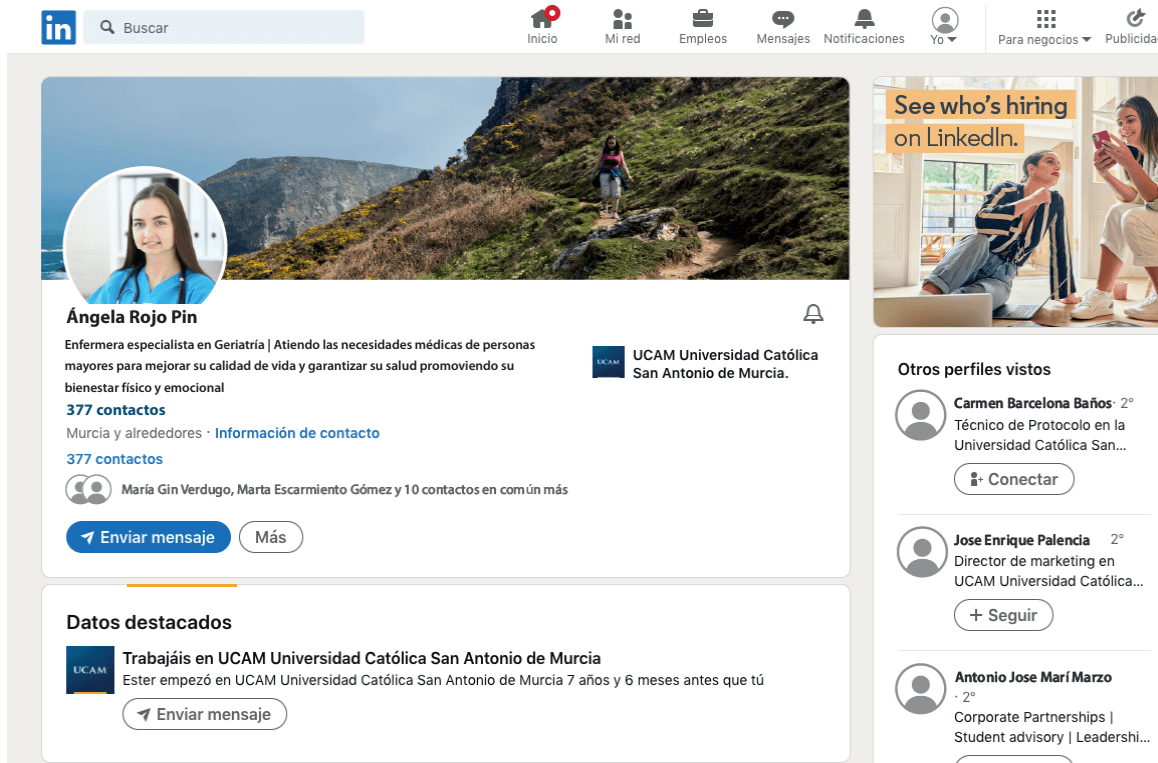 in
Buscar
Inicio
Mi red
Empleos
Mensajes
Notificaciones
Yo
Para negocios
Publicida
See who's hiring
on LinkedIn.
Ángela Rojo Pin
Enfermera especialista en Geriatría | Atiendo las necesidades médicas de personas
mayores para mejorar su calidad de vida y garantizar su salud promoviendo su
bienestar físico y emocional
377 contactos
Murcia y alrededores · Información de contacto
377 contactos
María Gin Verdugo, Marta Escarmiento Gómez y 10 contactos en común más
Enviar mensaje
Más
UCAM
UCAM Universidad Católica
San Antonio de Murcia.
Datos destacados
UCAM
Trabajáis en UCAM Universidad Católica San Antonio de Murcia
Ester empezó en UCAM Universidad Católica San Antonio de Murcia 7 años y 6 meses antes que tú
Enviar mensaje
Otros perfiles vistos
Carmen Barcelona Baños · 2°
Técnico de Protocolo en la
Universidad Católica San...
Conectar
Jose Enrique Palencia 2°
Director de marketing en
UCAM Universidad Católica...
+ Seguir
Antonio Jose Marí Marzo
· 2°
Corporate Partnerships |
Student advisory | Leadershi...